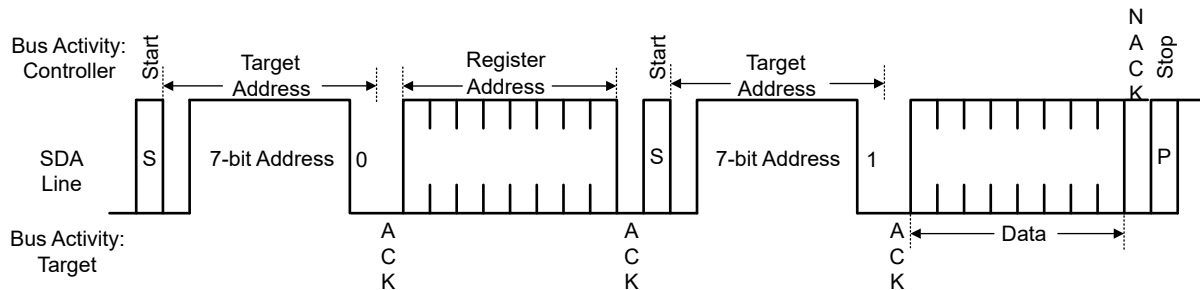 Bus Activity:
Controller
Start
Target
Address
Register
Address
Start
Target
Address
N
A
C
K
Stop
SDA
Line
S
7-bit Address
0
S
7-bit Address
1
P
Bus Activity:
Target
A
C
K
A
C
K
A
C
K
Data